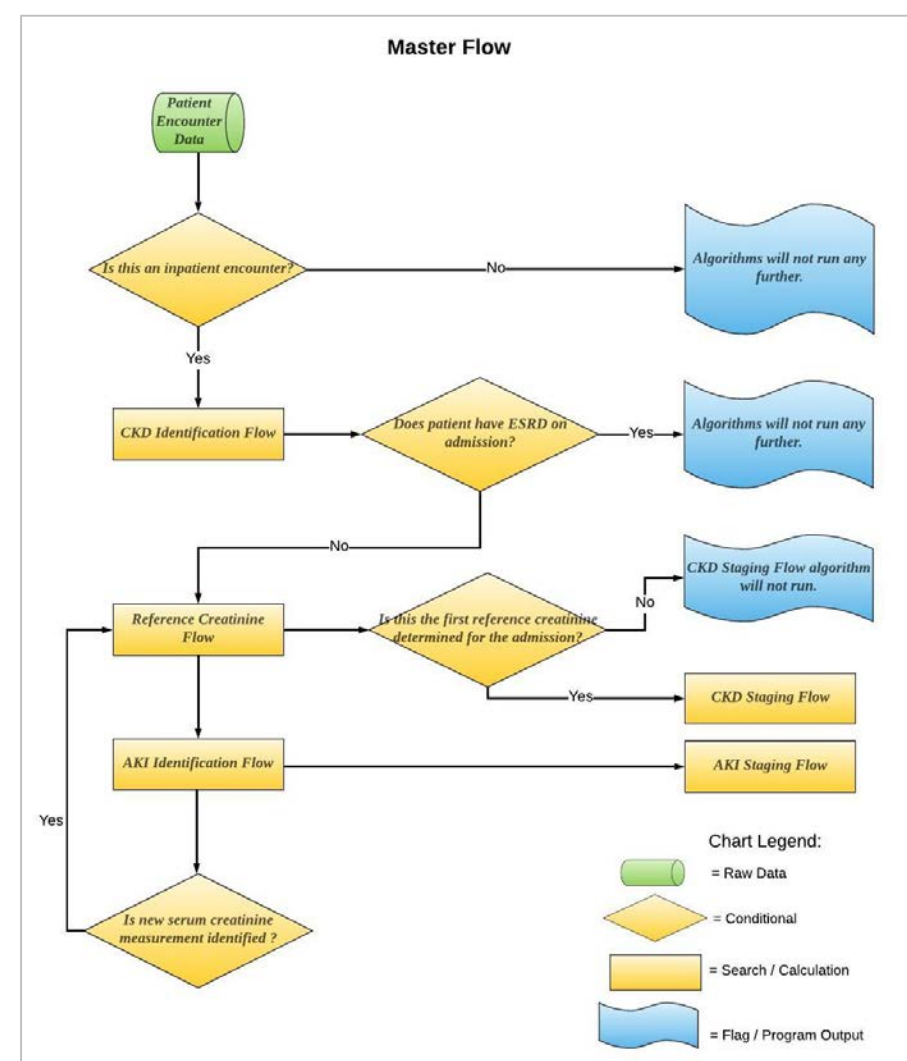 Master Flow
Patient
Encounter
Data
Is this an inpatient encounter?
No
Algorithms will not run any
further.
Yes
CKD Identification Flow
Does patient have ESRD on
admission?
Yes
Algorithms will not run any
further.
No
CKD Staging Flow algorithm
will not run.
Reference Creatinine
Flow
Is this the first reference creatinine
determined for the admission?
No
Yes
CKD Staging Flow
AKI Identification Flow
AKI Staging Flow
Yes
Is new serum creatinine
measurement identified ?
Chart Legend:
= Raw Data
= Conditional
= Search / Calculation
= Flag / Program Output